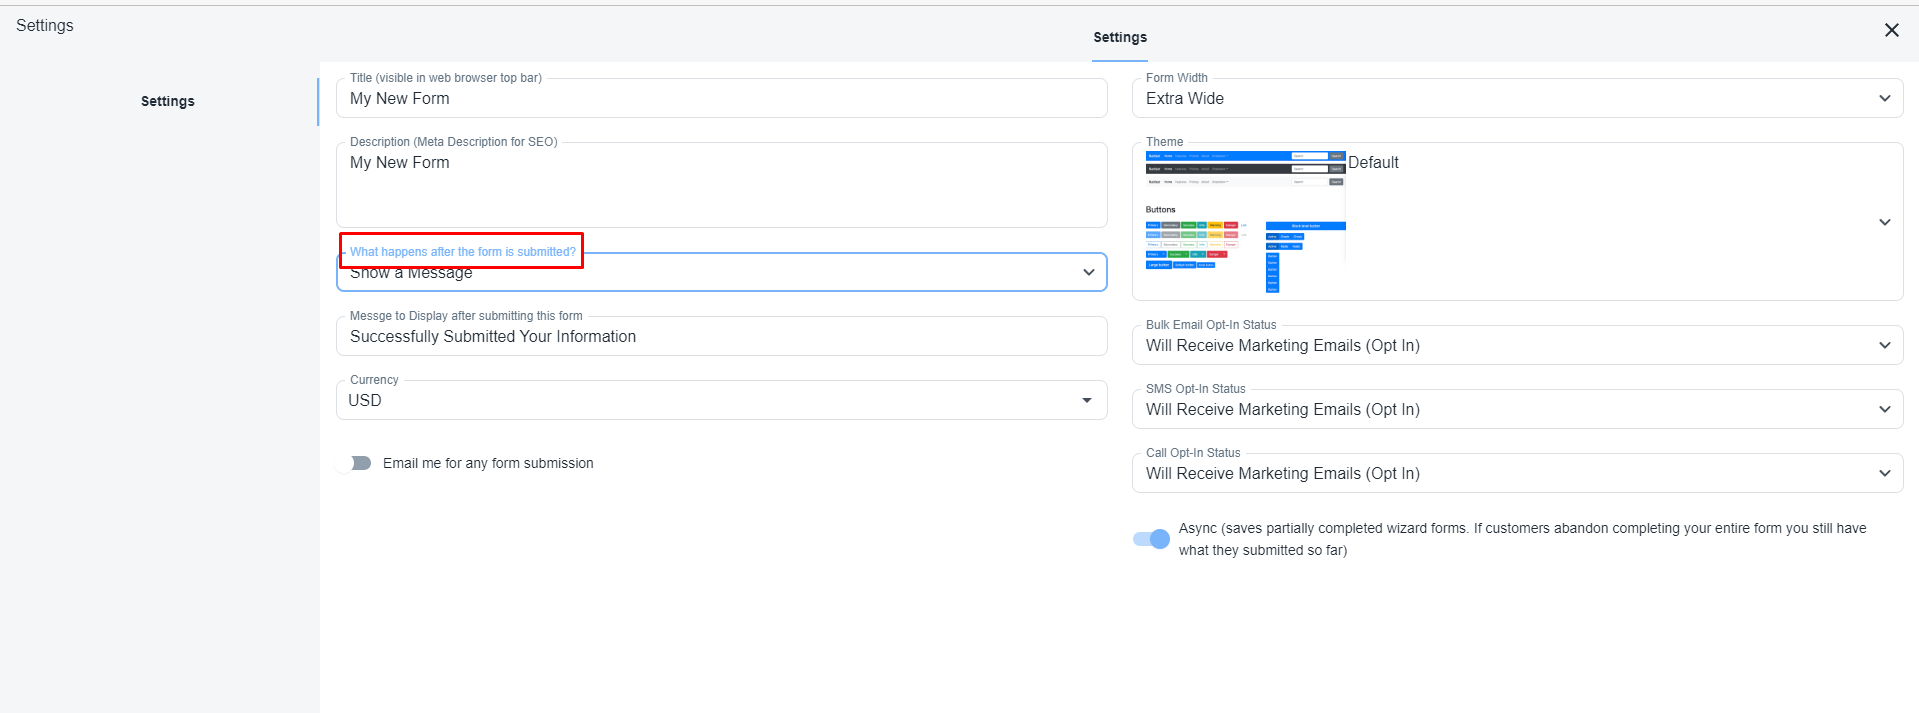 Settings
Settings
Settings
Title (visible in web browser top bar)
My New Form
Description (Meta Description for SEO)
My New Form
What happens after the form is submitted?
Show a Message
Messge to Display after submitting this form
Successfully Submitted Your Information
Currency
USD
Email me for any form submission
Form Width
Extra Wide
Theme
Default
Buttons
Bulk Email Opt-In Status
Will Receive Marketing Emails (Opt In)
SMS Opt-In Status
Will Receive Marketing Emails (Opt In)
Call Opt-In Status
Will Receive Marketing Emails (Opt In)
Async (saves partially completed wizard forms. If customers abandon completing your entire form you still have
what they submitted so far)